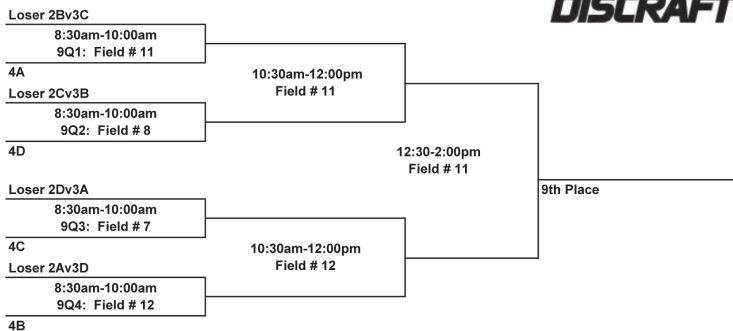 DISCRAFT
Loser 2Bv3C
8:30am-10:00am
9Q1: Field # 11
4A
10:30am-12:00pm
Field # 11
Loser 2Cv3B
8:30am-10:00am
9Q2: Field # 8
4D
12:30-2:00pm
Field # 11
9th Place
Loser 2Dv3A
8:30am-10:00am
9Q3: Field # 7
4C
10:30am-12:00pm
Field # 12
Loser 2Av3D
8:30am-10:00am
9Q4: Field # 12
4B